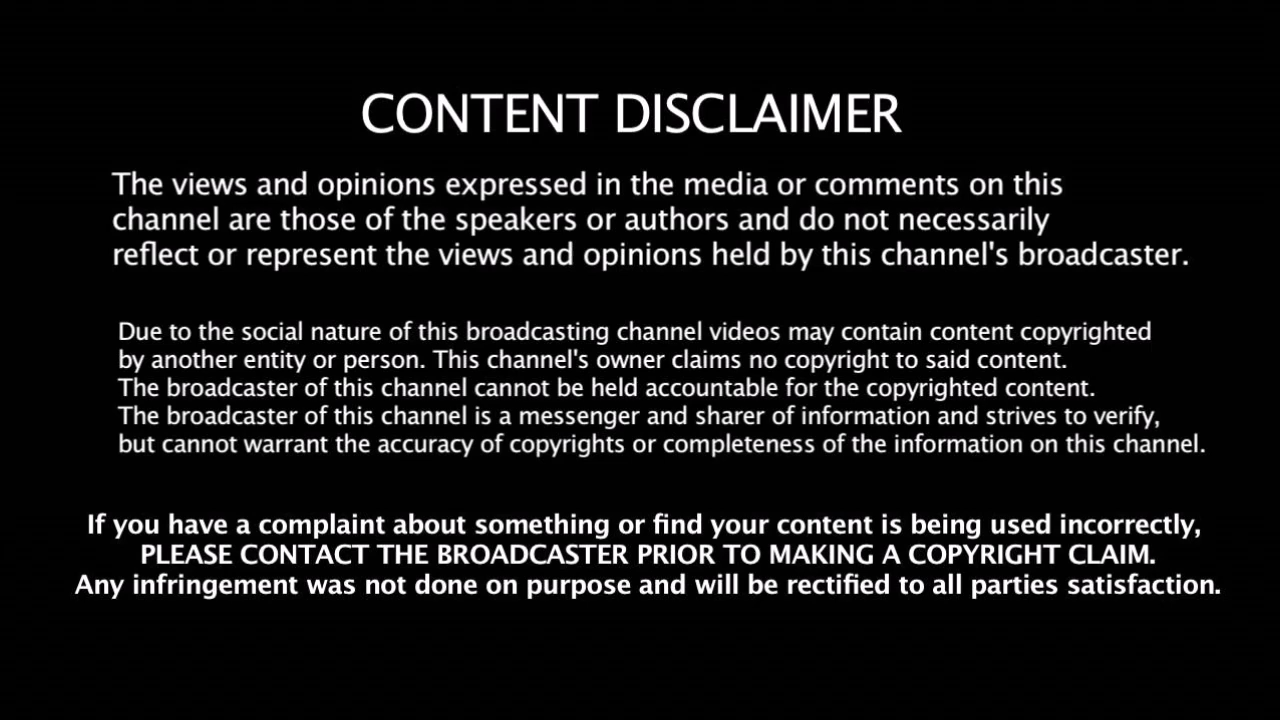 CONTENT DISCLAIMER
The views and opinions expressed in the media or comments on this
channel are those of the speakers or authors and do not necessarily
reflect or represent the views and opinions held by this channel's broadcaster.
Due to the social nature of this broadcasting channel videos may contain content copyrighted
by another entity or person. This channel's owner claims no copyright to said content.
The broadcaster of this channel cannot be held accountable for the copyrighted content.
The broadcaster of this channel is a messenger and sharer of information and strives to verify,
but cannot warrant the accuracy of copyrights or completeness of the information on this channel.
If you have a complaint about something or find your content is being used incorrectly,
PLEASE CONTACT THE BROADCASTER PRIOR TO MAKING A COPYRIGHT CLAIM.
Any infringement was not done on purpose and will be rectified to all parties satisfaction.